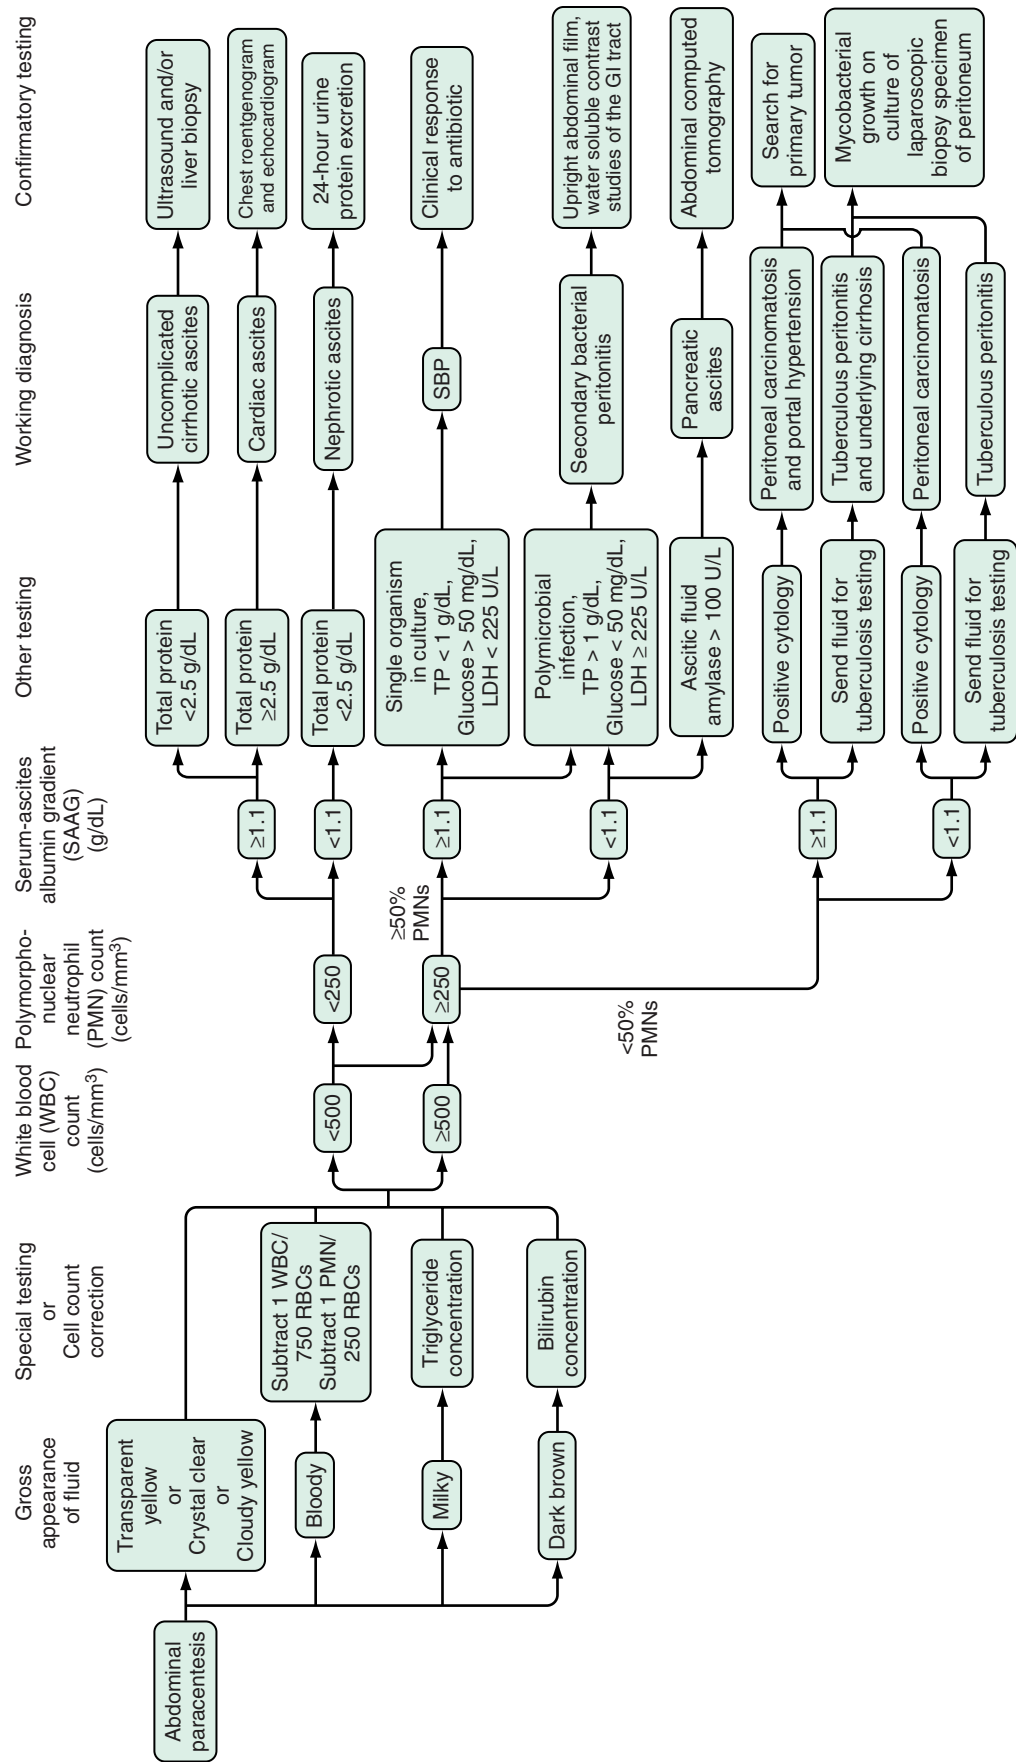 Gross
appearance
of fluid
Special testing
or
Cell count
correction
White blood
cell (WBC)
count
(cells/mm³)
Polymorpho-
nuclear
neutrophil
(PMN) count
(cells/mm³)
Serum-ascites
albumin gradient
(SAAG)
(g/dL)
Other testing
Working diagnosis
Confirmatory testing
Abdominal
paracentesis
Transparent
yellow
or
Crystal clear
or
Cloudy yellow
Bloody
Milky
Dark brown
Subtract 1 WBC/
750 RBCs
Subtract 1 PMN/
250 RBCs
Triglyceride
concentration
Bilirubin
concentration
<500
≥500
<250
≥250
≥50%
PMNs
<50%
PMNs
≥1.1
<1.1
≥1.1
<1.1
≥1.1
<1.1
Total protein
<2.5 g/dL
Total protein
≥2.5 g/dL
Total protein
<2.5 g/dL
Single organism
in culture,
TP < 1 g/dL,
Glucose > 50 mg/dL,
LDH < 225 U/L
Polymicrobial
infection,
TP > 1 g/dL,
Glucose < 50 mg/dL,
LDH ≥ 225 U/L
Ascitic fluid
amylase > 100 U/L
Positive cytology
Send fluid for
tuberculosis testing
Positive cytology
Send fluid for
tuberculosis testing
Uncomplicated
cirrhotic ascites
Cardiac ascites
Nephrotic ascites
SBP
Secondary bacterial
peritonitis
Pancreatic
ascites
Peritoneal carcinomatosis
and portal hypertension
Tuberculous peritonitis
and underlying cirrhosis
Peritoneal carcinomatosis
Tuberculous peritonitis
Ultrasound and/or
liver biopsy
Chest roentgenogram
and echocardiogram
24-hour urine
protein excretion
Clinical response
to antibiotic
Upright abdominal film,
water soluble contrast
studies of the GI tract
Abdominal computed
tomography
Search for
primary tumor
Mycobacterial
growth on
culture of
laparoscopic
biopsy specimen
of peritoneum